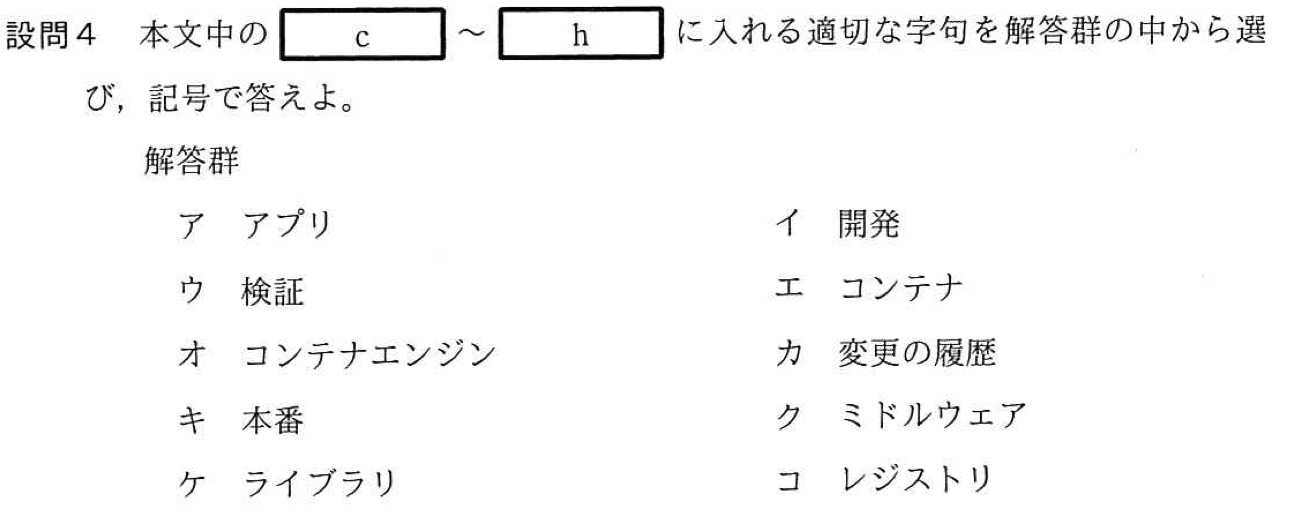 設問4 本文中の c ～ h に入れる適切な字句を解答群の中から選
び，記号で答えよ。
解答群
ア アプリ イ 開発
ウ 検証 エ コンテナ
オ コンテナエンジン カ 変更の履歴
キ 本番 ク ミドルウェア
ケ ライブラリ コ レジストリ